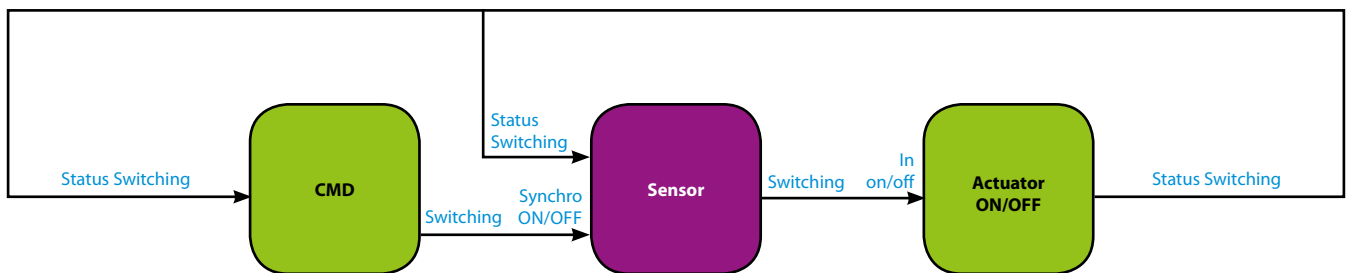 Status Switching
CMD
Switching
Synchro
ON/OFF
Status
Switching
Sensor
Switching
In
on/off
Actuator
ON/OFF
Status Switching